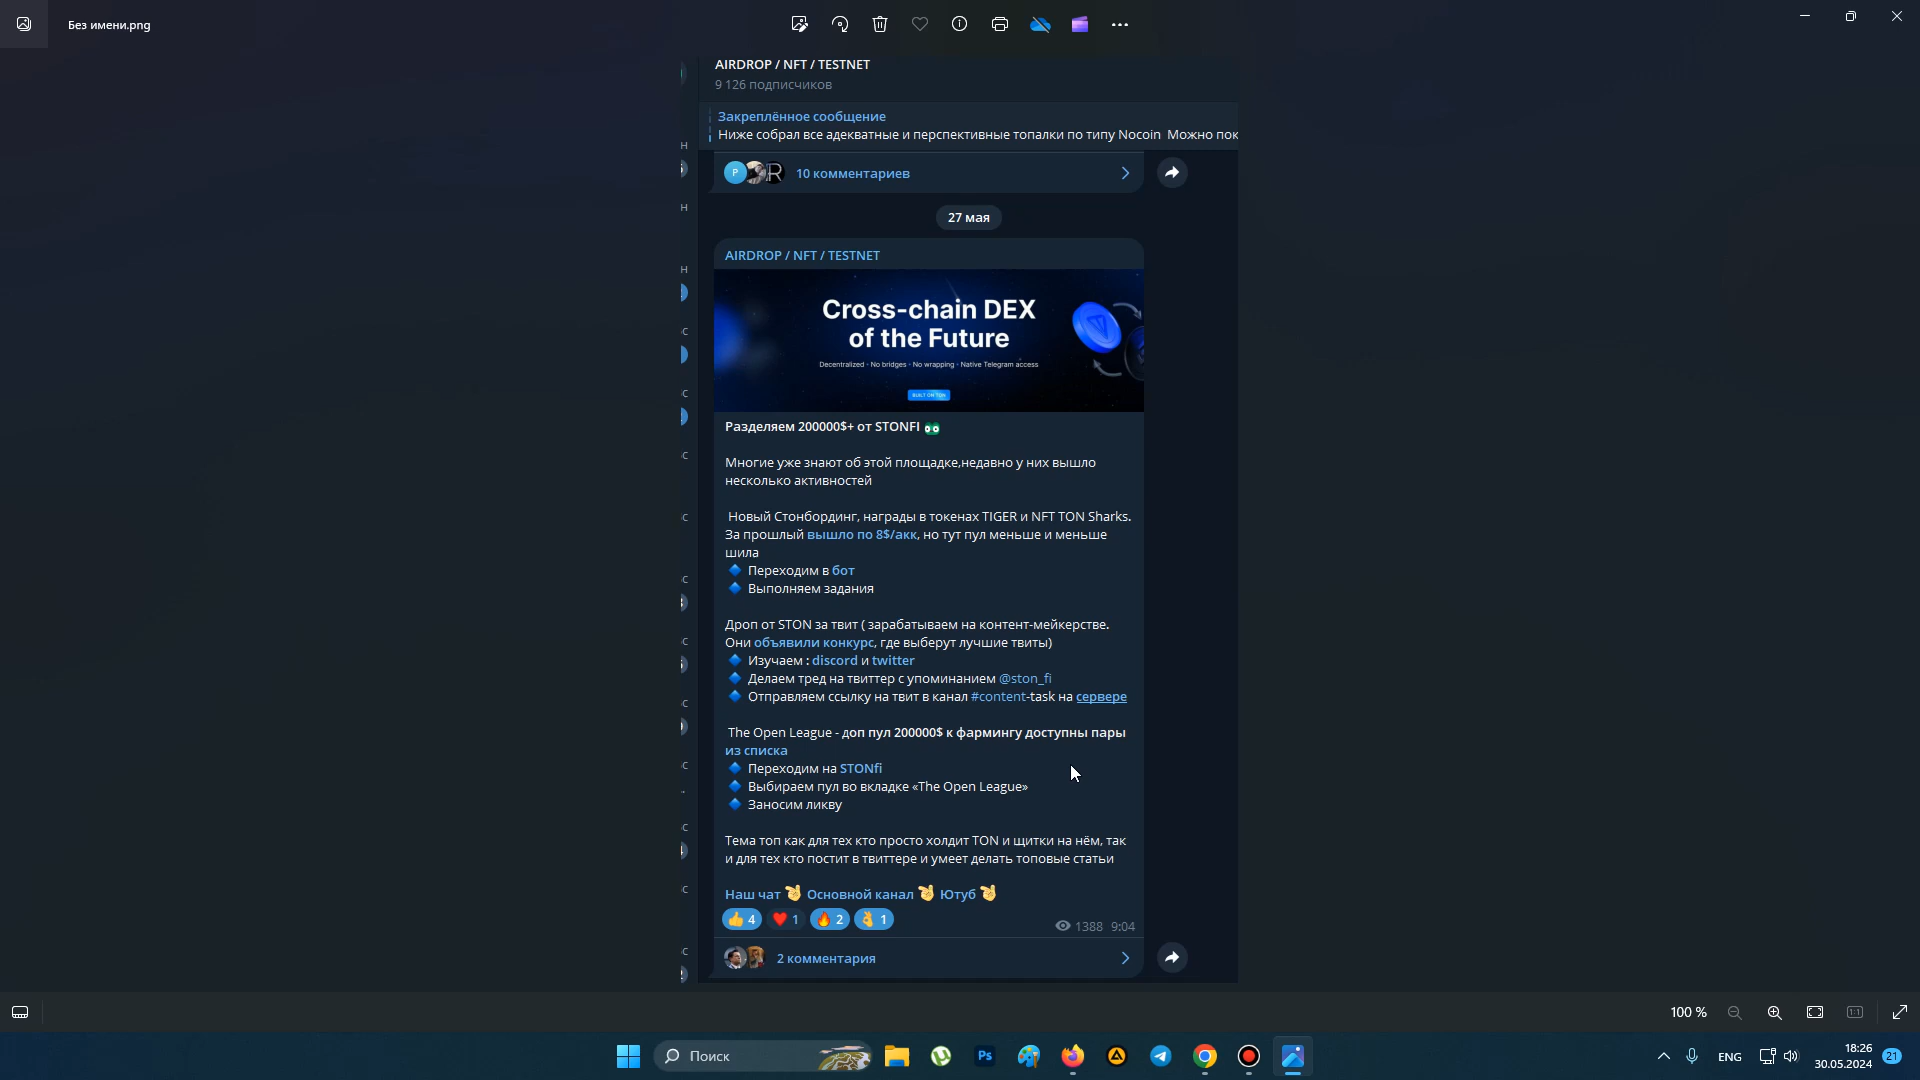 Без имени.png
AIRDROP / NFT / TESTNET
9 126 подписчиков
Закреплённое сообщение
Ниже собрал все адекватные и перспективные топалки по типу Nocoin Можно пок
P R 10 комментариев
27 мая
AIRDROP / NFT / TESTNET
Cross-chain DEX
of the Future
Decentralized - No bridges - No wrapping - Native Telegram access
BUILT ON TON
Разделяем 200000$+ от STONFI
Многие уже знают об этой площадке,недавно у них вышло
несколько активностей
Новый Стонбординг, награды в токенах TIGER и NFT TON Sharks.
За прошлый вышло по 8$/акк, но тут пул меньше и меньше
шила
Переходим в бот
Выполняем задания
Дроп от STON за твит ( зарабатываем на контент-мейкерстве.
Они объявили конкурс, где выберут лучшие твиты)
Изучаем : discord и twitter
Делаем тред на твиттер с упоминанием @ston_fi
Отправляем ссылку на твит в канал #content-task на сервере
The Open League - доп пул 200000$ к фармингу доступны пары
из списка
Переходим на STONfi
Выбираем пул во вкладке «The Open League»
Заносим ликву
Тема топ как для тех кто просто холдит TON и щитки на нём, так
и для тех кто постит в твиттере и умеет делать топовые статьи
Наш чат Основной канал Ютуб
4 1 2 1
1388 9:04
2 комментария
100 %
1:1
Поиск
Ps
ENG
18:26
30.05.2024
21